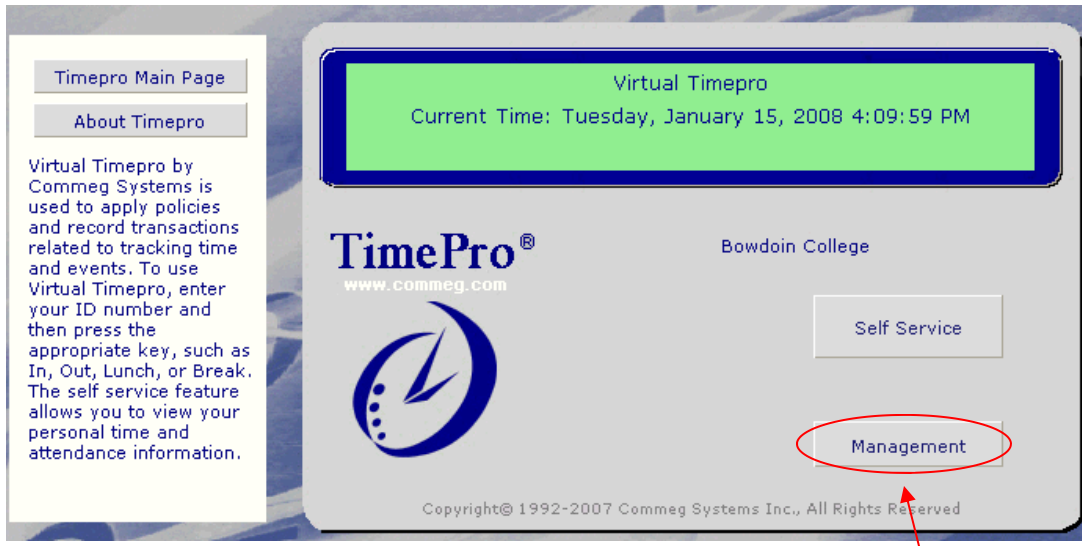 Timepro Main Page
About Timepro
Virtual Timepro by
Commeg Systems is
used to apply policies
and record transactions
related to tracking time
and events. To use
Virtual Timepro, enter
your ID number and
then press the
appropriate key, such as
In, Out, Lunch, or Break.
The self service feature
allows you to view your
personal time and
attendance information.
Virtual Timepro
Current Time: Tuesday, January 15, 2008 4:09:59 PM
TimePro®
www.commeg.com
Bowdoin College
Self Service
Management
Copyright© 1992-2007 Commeg Systems Inc., All Rights Reserved